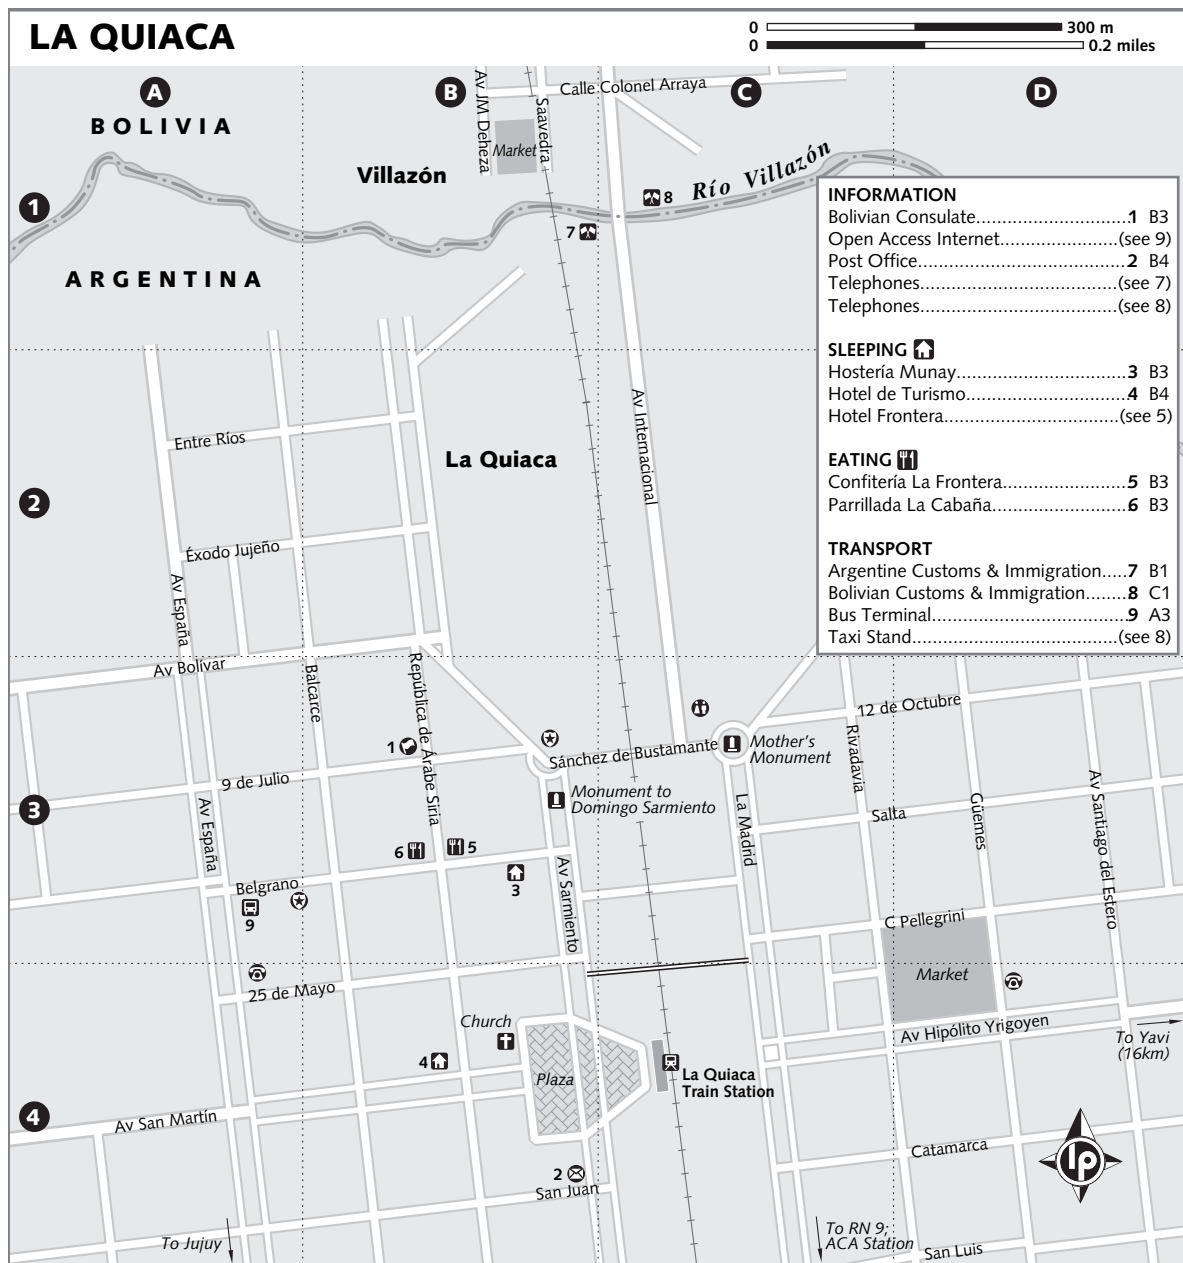 LA QUIACA
0 300 m
0 0.2 miles
A
B
C
D
1
2
3
4
BOLIVIA
Villazón
Av JM Deheza
Market
Saavedra
Calle Colonel Arraya
Río Villazón
8
7
ARGENTINA
INFORMATION
Bolivian Consulate............................1 B3
Open Access Internet......................(see 9)
Post Office.......................................2 B4
Telephones.....................................(see 7)
Telephones.....................................(see 8)
SLEEPING
Hostería Munay................................3 B3
Hotel de Turismo..............................4 B4
Hotel Frontera.................................(see 5)
EATING
Confitería La Frontera.......................5 B3
Parrillada La Cabaña.........................6 B3
TRANSPORT
Argentine Customs & Immigration.....7 B1
Bolivian Customs & Immigration........8 C1
Bus Terminal.....................................9 A3
Taxi Stand.......................................(see 8)
Entre Ríos
La Quiaca
Av Internacional
Éxodo Jujeño
Av España
Av Bolívar
Balcarce
República de Árabe Siria
1
9 de Julio
Sánchez de Bustamante
Mother's
Monument
12 de Octubre
Rivadavia
Monument to
Domingo Sarmiento
Av España
La Madrid
Salta
Güemes
Av Santiago del Estero
6
5
3
Belgrano
9
Av Sarmiento
C Pellegrini
Market
25 de Mayo
Church
4
Plaza
La Quiaca
Train Station
Av Hipólito Yrigoyen
To Yavi
(16km)
Av San Martín
Catamarca
lp
2
San Juan
To Jujuy
To RN 9;
ACA Station
San Luis